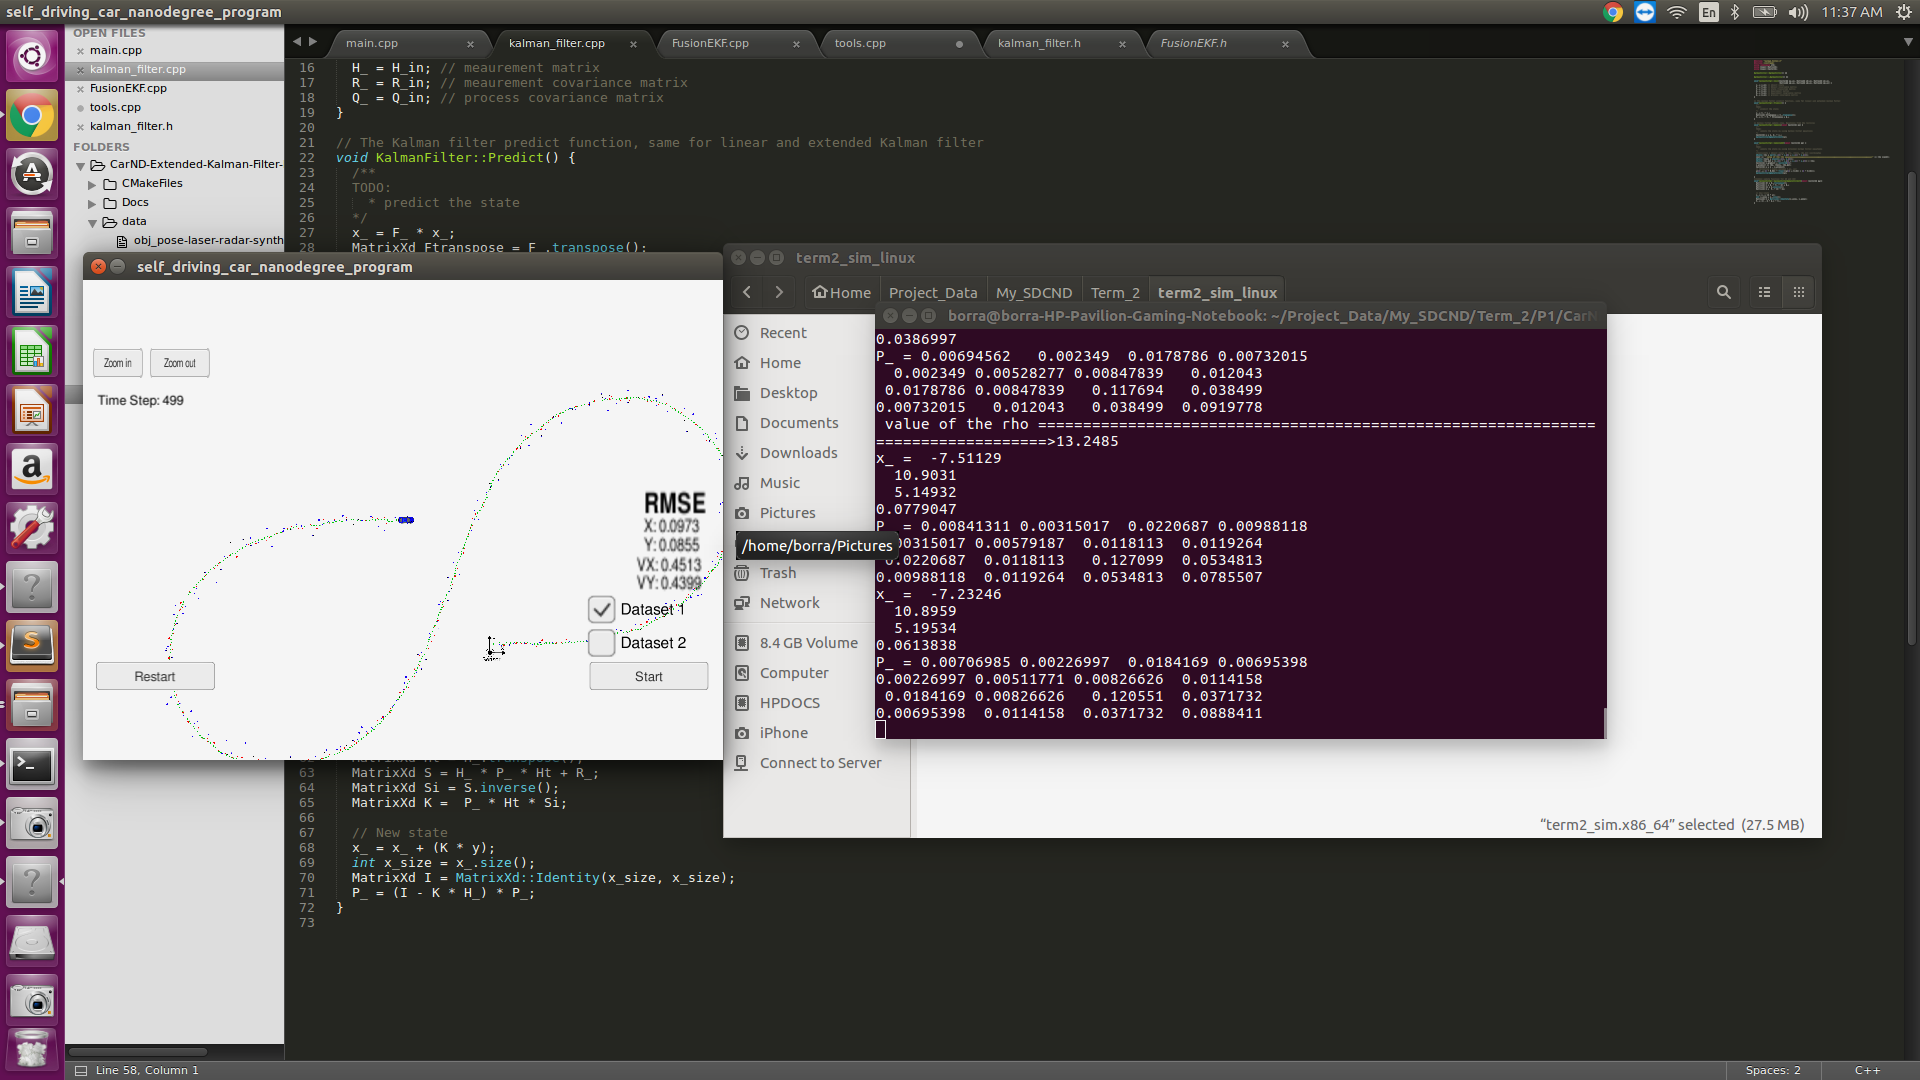 self_driving_car_nanodegree_program
En
11:37 AM
OPEN FILES
main.cpp
kalman_filter.cpp
FusionEKF.cpp
tools.cpp
kalman_filter.h
FOLDERS
CarND-Extended-Kalman-Filter-
CMakeFiles
Docs
data
obj_pose-laser-radar-synth
main.cpp
kalman_filter.cpp
FusionEKF.cpp
tools.cpp
kalman_filter.h
FusionEKF.h
16 H_ = H_in; // meaurement matrix
17 R_ = R_in; // meaurement covariance matrix
18 Q_ = Q_in; // process covariance matrix
19 }
20
21 // The Kalman filter predict function, same for linear and extended Kalman filter
22 void KalmanFilter::Predict() {
23 /**
24 TODO:
25 * predict the state
26 */
27 x_ = F_ * x_;
28 MatrixXd Ftranspose = F_.transpose();
self_driving_car_nanodegree_program
Zoom in
Zoom out
Time Step: 499
RMSE
X: 0.0973
Y: 0.0855
VX: 0.4513
VY: 0.4399
Dataset 1
Dataset 2
Restart
Start
term2_sim_linux
Home
Project_Data
My_SDCND
Term_2
term2_sim_linux
Recent
Home
Desktop
Documents
Downloads
Music
Pictures
/home/borra/Pictures
Trash
Network
8.4 GB Volume
Computer
HPDOCS
iPhone
Connect to Server
"term2_sim.x86_64" selected (27.5 MB)
borra@borra-HP-Pavilion-Gaming-Notebook: ~/Project_Data/My_SDCND/Term_2/P1/CarN
0.0386997
P_ = 0.00694562 0.002349 0.0178786 0.00732015
0.002349 0.00528277 0.00847839 0.012043
0.0178786 0.00847839 0.117694 0.038499
0.00732015 0.012043 0.038499 0.0919778
value of the rho ==============================================================
===================>13.2485
x_ = -7.51129
10.9031
5.14932
0.0779047
P_ = 0.00841311 0.00315017 0.0220687 0.00988118
0.00315017 0.00579187 0.0118113 0.0119264
0.0220687 0.0118113 0.127099 0.0534813
0.00988118 0.0119264 0.0534813 0.0785507
x_ = -7.23246
10.8959
5.19534
0.0613838
P_ = 0.00706985 0.00226997 0.0184169 0.00695398
0.00226997 0.00511771 0.00826626 0.0114158
0.0184169 0.00826626 0.120551 0.0371732
0.00695398 0.0114158 0.0371732 0.0888411
63 MatrixXd S = H_ * P_ * Ht + R_;
64 MatrixXd Si = S.inverse();
65 MatrixXd K = P_ * Ht * Si;
66
67 // New state
68 x_ = x_ + (K * y);
69 int x_size = x_.size();
70 MatrixXd I = MatrixXd::Identity(x_size, x_size);
71 P_ = (I - K * H_) * P_;
72 }
73
Line 58, Column 1
Spaces: 2
C++